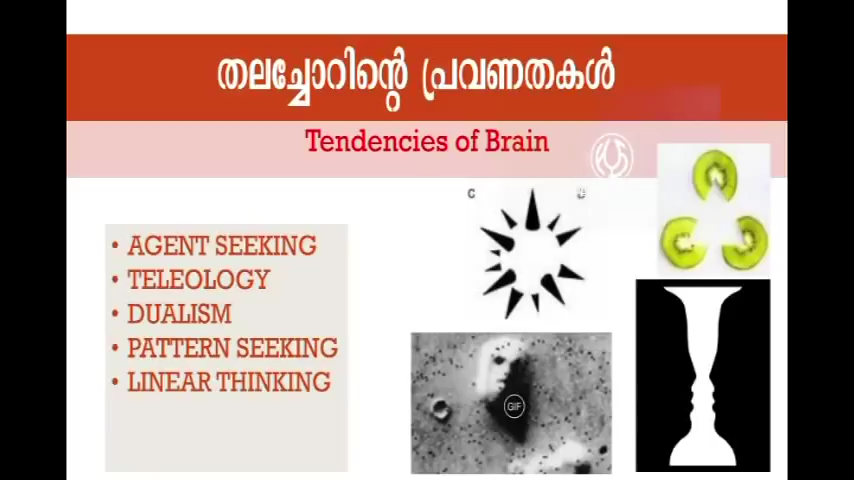 തലച്ചോറിന്റെ പ്രവണതകൾ
Tendencies of Brain
• AGENT SEEKING
• TELEOLOGY
• DUALISM
• PATTERN SEEKING
• LINEAR THINKING
C
GIF